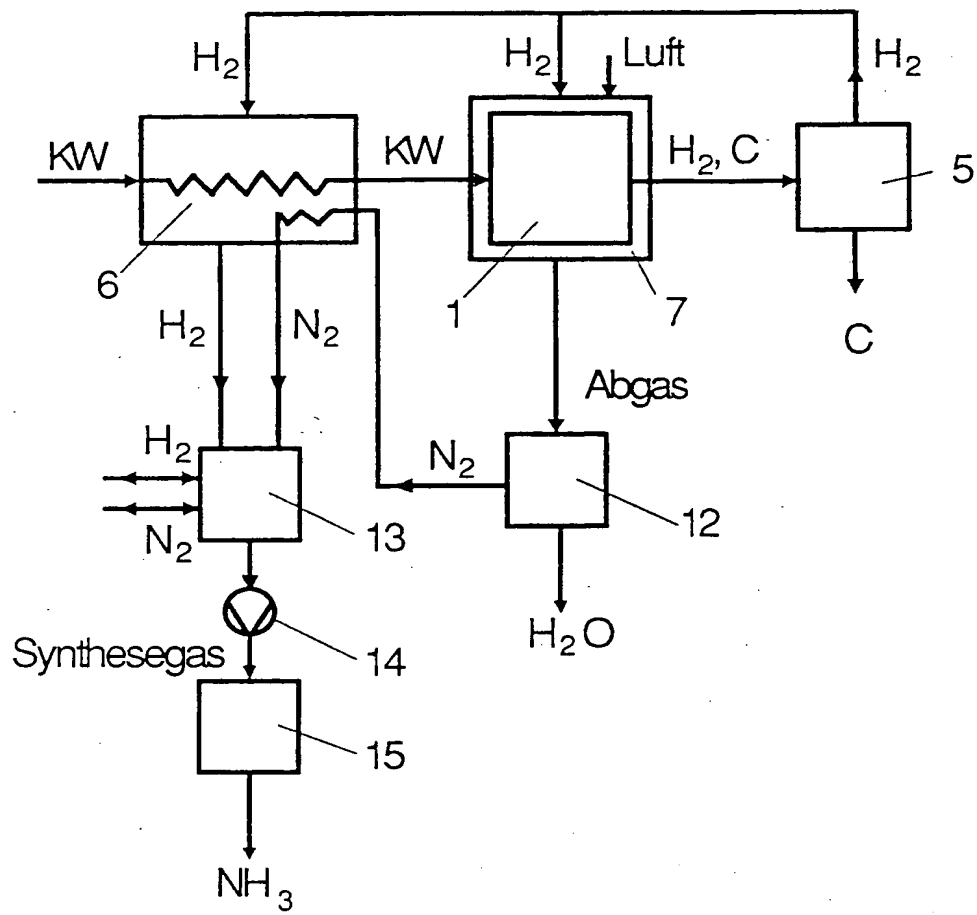 H₂
H₂
Luft
H₂
KW
KW
H₂, C
5
6
1
7
H₂
N₂
C
Abgas
H₂
N₂
N₂
13
12
H₂O
Synthesegas
14
15
NH₃